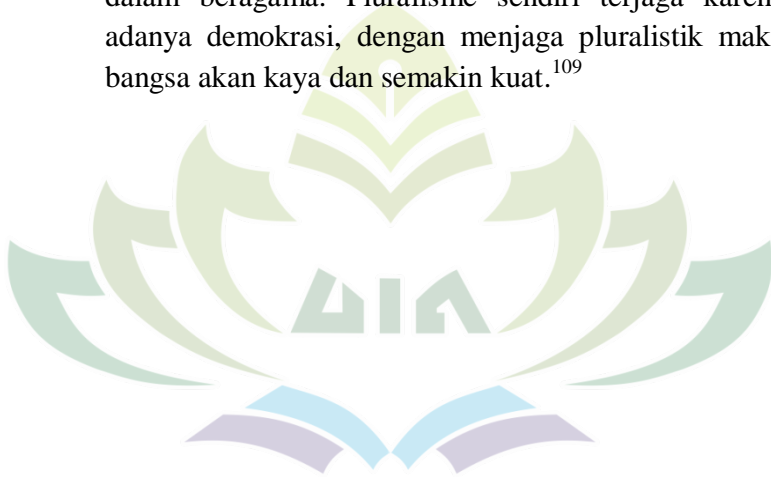 dalam beragama. Pluralisme sendiri terjaga karen
adanya demokrasi, dengan menjaga pluralistik mak
bangsa akan kaya dan semakin kuat.109
UIN